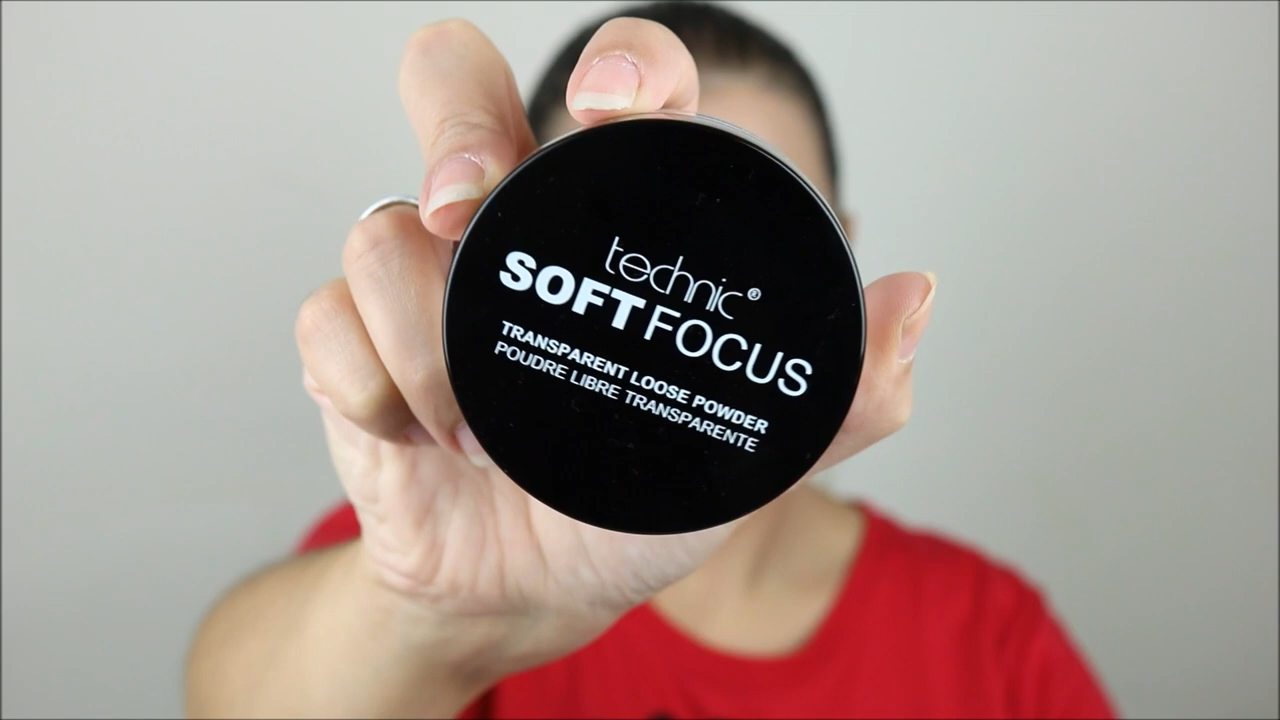 technic®
SOFT FOCUS
TRANSPARENT LOOSE POWDER
POUDRE LIBRE TRANSPARENTE